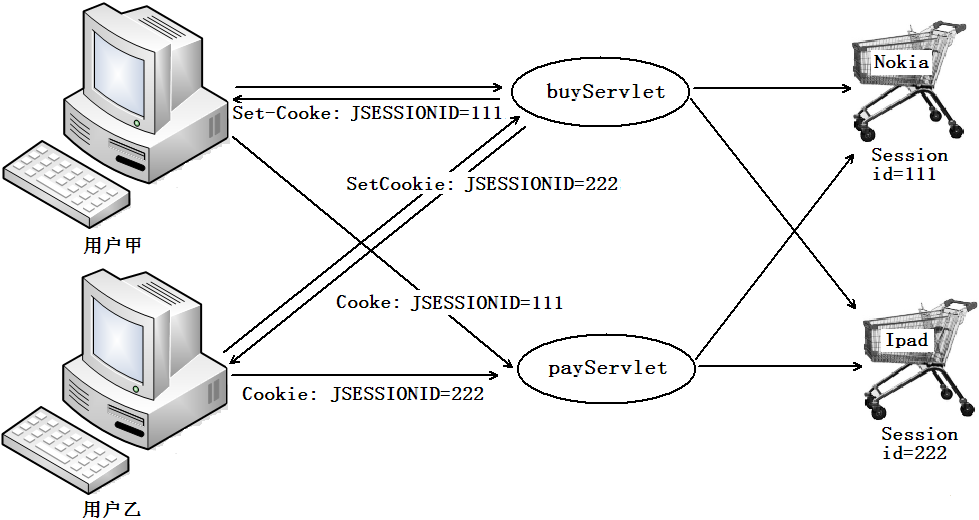 buyServlet
Nokia
Set-Cooke: JSESSIONID=111
Session
id=111
SetCookie: JSESSIONID=222
用户甲
Cooke: JSESSIONID=111
Ipad
payServlet
Cookie: JSESSIONID=222
Session
id=222
用户乙